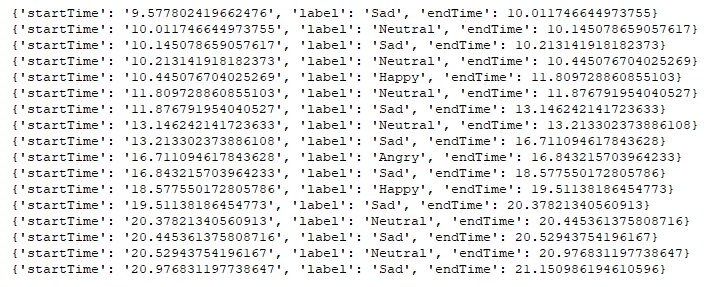 {'startTime': '9.577802419662476', 'label': 'Sad', 'endTime': 10.011746644973755}
{'startTime': '10.011746644973755', 'label': 'Neutral', 'endTime': 10.145078659057617}
{'startTime': '10.145078659057617', 'label': 'Sad', 'endTime': 10.213141918182373}
{'startTime': '10.213141918182373', 'label': 'Neutral', 'endTime': 10.445076704025269}
{'startTime': '10.445076704025269', 'label': 'Happy', 'endTime': 11.809728860855103}
{'startTime': '11.809728860855103', 'label': 'Neutral', 'endTime': 11.876791954040527}
{'startTime': '11.876791954040527', 'label': 'Sad', 'endTime': 13.146242141723633}
{'startTime': '13.146242141723633', 'label': 'Neutral', 'endTime': 13.213302373886108}
{'startTime': '13.213302373886108', 'label': 'Sad', 'endTime': 16.711094617843628}
{'startTime': '16.711094617843628', 'label': 'Angry', 'endTime': 16.843215703964233}
{'startTime': '16.843215703964233', 'label': 'Sad', 'endTime': 18.577550172805786}
{'startTime': '18.577550172805786', 'label': 'Happy', 'endTime': 19.51138186454773}
{'startTime': '19.51138186454773', 'label': 'Sad', 'endTime': 20.37821340560913}
{'startTime': '20.37821340560913', 'label': 'Neutral', 'endTime': 20.445361375808716}
{'startTime': '20.445361375808716', 'label': 'Sad', 'endTime': 20.52943754196167}
{'startTime': '20.52943754196167', 'label': 'Neutral', 'endTime': 20.976831197738647}
{'startTime': '20.976831197738647', 'label': 'Sad', 'endTime': 21.150986194610596}